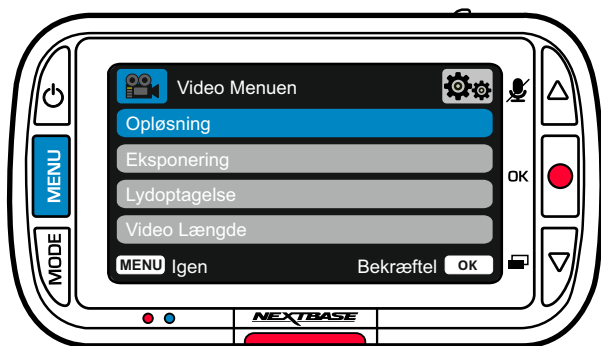 Video Menuen
Opløsning
MENU
Eksponering
OK
Lydoptagelse
Video Længde
MODE
MENU Igen Bekræftel OK
NEXTBASE